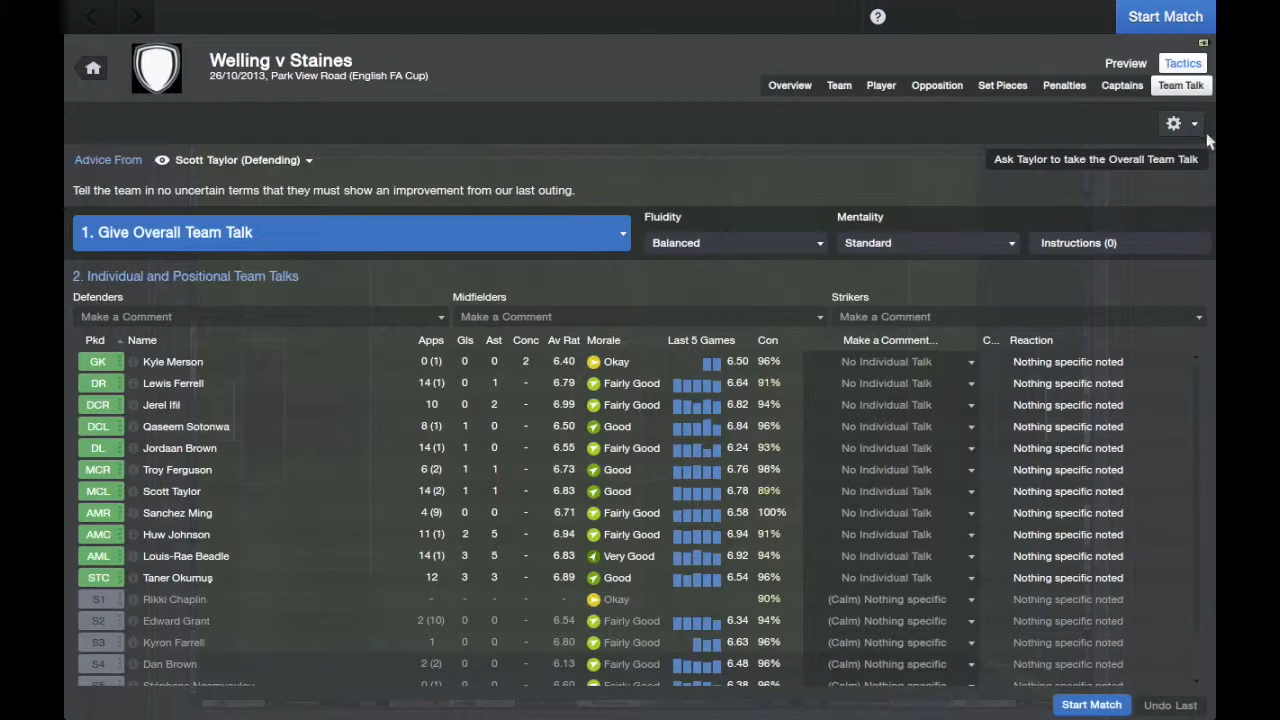 ?
Start Match
Welling v Staines
26/10/2013, Park View Road (English FA Cup)
Preview Tactics
Overview Team Player Opposition Set Pieces Penalties Captains Team Talk
Advice From Scott Taylor (Defending)
Ask Taylor to take the Overall Team Talk
Tell the team in no uncertain terms that they must show an improvement from our last outing.
1. Give Overall Team Talk
Fluidity Mentality
Balanced Standard Instructions (0)
2. Individual and Positional Team Talks
Defenders Midfielders Strikers
Make a Comment Make a Comment Make a Comment
Pkd Name Apps Gls Ast Conc Av Rat Morale Last 5 Games Con Make a Comment... C... Reaction
GK Kyle Merson 0 (1) 0 0 2 6.40 Okay 6.50 96% No Individual Talk Nothing specific noted
DR Lewis Ferrell 14 (1) 0 1 - 6.79 Fairly Good 6.64 91% No Individual Talk Nothing specific noted
DCR Jerel Ifil 10 0 2 - 6.99 Fairly Good 6.82 94% No Individual Talk Nothing specific noted
DCL Qaseem Sotonwa 8 (1) 1 0 - 6.50 Good 6.84 96% No Individual Talk Nothing specific noted
DL Jordaan Brown 14 (1) 1 0 - 6.55 Fairly Good 6.24 93% No Individual Talk Nothing specific noted
MCR Troy Ferguson 6 (2) 1 1 - 6.73 Good 6.76 98% No Individual Talk Nothing specific noted
MCL Scott Taylor 14 (2) 1 1 - 6.83 Good 6.78 89% No Individual Talk Nothing specific noted
AMR Sanchez Ming 4 (9) 0 0 - 6.71 Fairly Good 6.58 100% No Individual Talk Nothing specific noted
AMC Huw Johnson 11 (1) 2 5 - 6.94 Fairly Good 6.94 91% No Individual Talk Nothing specific noted
AML Louis-Rae Beadle 14 (1) 3 5 - 6.83 Very Good 6.92 94% No Individual Talk Nothing specific noted
STC Taner Okumuş 12 3 3 - 6.89 Good 6.54 96% No Individual Talk Nothing specific noted
S1 Rikki Chaplin - - - - - Okay 90% (Calm) Nothing specific Nothing specific noted
S2 Edward Grant 2 (10) 0 0 - 6.54 Fairly Good 6.34 94% (Calm) Nothing specific Nothing specific noted
S3 Kyron Farrell 1 0 0 - 6.80 Fairly Good 6.63 96% (Calm) Nothing specific Nothing specific noted
S4 Dan Brown 2 (2) 0 0 - 6.13 Fairly Good 6.48 96% (Calm) Nothing specific Nothing specific noted
S5 0 (1) 0 0 - 6.60 Fairly Good 6.38 96% (Calm) Nothing specific Nothing specific noted
Start Match Undo Last